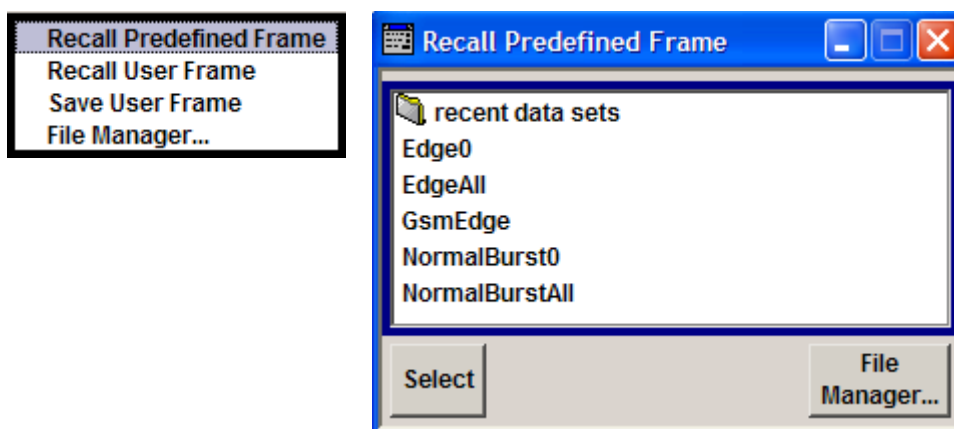 Recall Predefined Frame
Recall User Frame
Save User Frame
File Manager...
Recall Predefined Frame
recent data sets
Edge0
EdgeAll
GsmEdge
NormalBurst0
NormalBurstAll
Select
File
Manager...